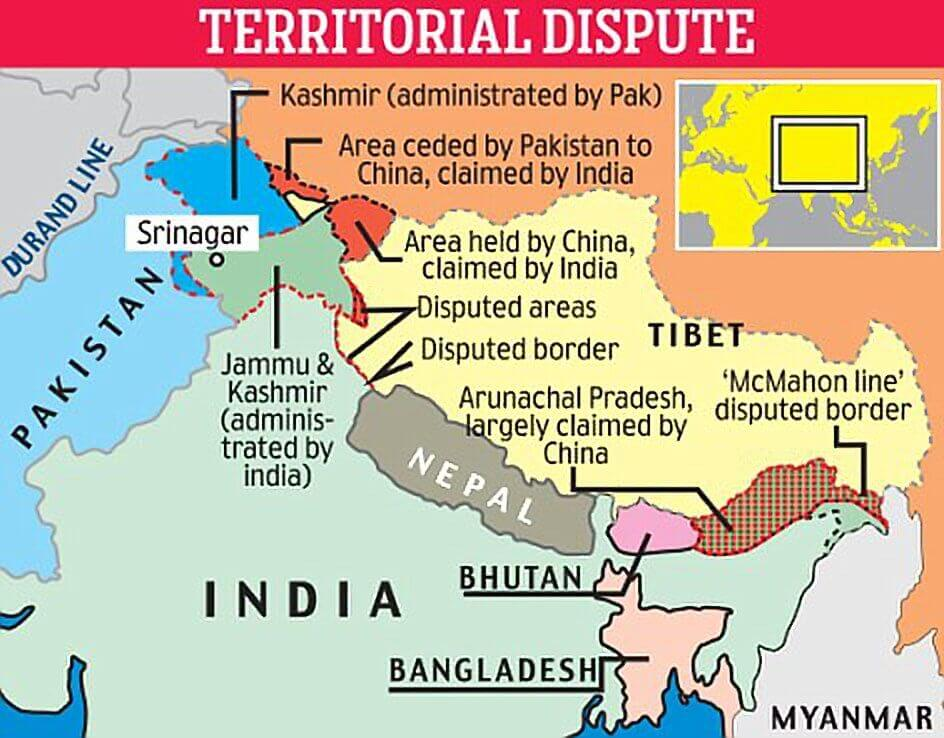 TERRITORIAL DISPUTE
Kashmir (administrated by Pak)
Area ceded by Pakistan to
China, claimed by India
DURAND LINE
Srinagar
Area held by China,
claimed by India
PAKISTAN
Disputed areas
Disputed border
TIBET
Jammu &
Kashmir
(adminis-
trated by
india)
Arunachal Pradesh,
largely claimed by
China
'McMahon line'
disputed border
NEPAL
BHUTAN
INDIA
BANGLADESH
MYANMAR